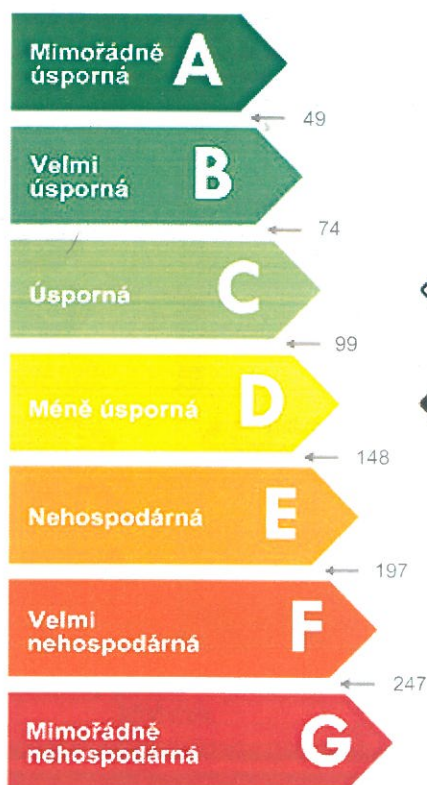 Mimořádně
úsporná
A
49
Velmi
úsporná
B
74
Úsporná
C
99
Méně úsporná
D
148
Nehospodárná
E
197
Velmi
nehospodárná
F
247
Mimořádně
nehospodárná
G